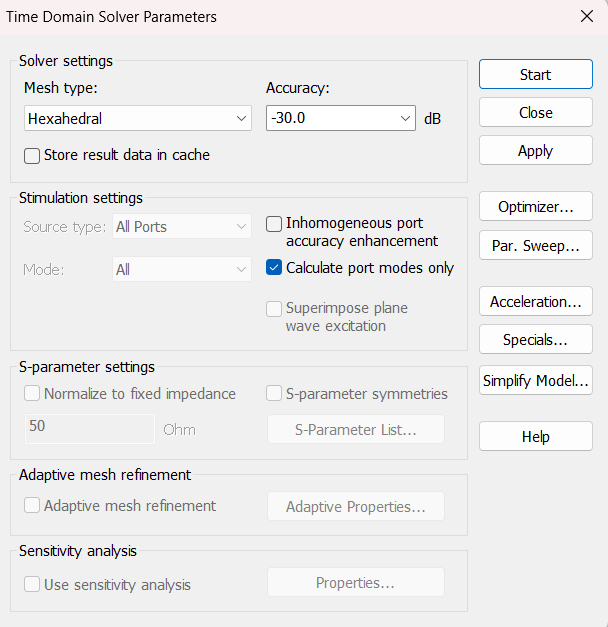 Time Domain Solver Parameters
Solver settings
Mesh type:
Accuracy:
Hexahedral
-30.0
dB
Store result data in cache
Stimulation settings
Source type:
All Ports
Mode:
All
Inhomogeneous port
accuracy enhancement
Calculate port modes only
Superimpose plane
wave excitation
S-parameter settings
Normalize to fixed impedance
S-parameter symmetries
50
Ohm
S-Parameter List...
Adaptive mesh refinement
Adaptive mesh refinement
Adaptive Properties...
Sensitivity analysis
Use sensitivity analysis
Properties...
Start
Close
Apply
Optimizer...
Par. Sweep...
Acceleration...
Specials...
Simplify Model...
Help